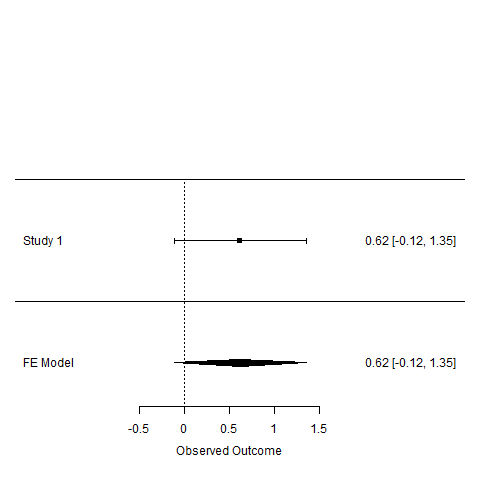 Study 1 0.62 [-0.12, 1.35]
FE Model 0.62 [-0.12, 1.35]
-0.5 0 0.5 1 1.5
Observed Outcome